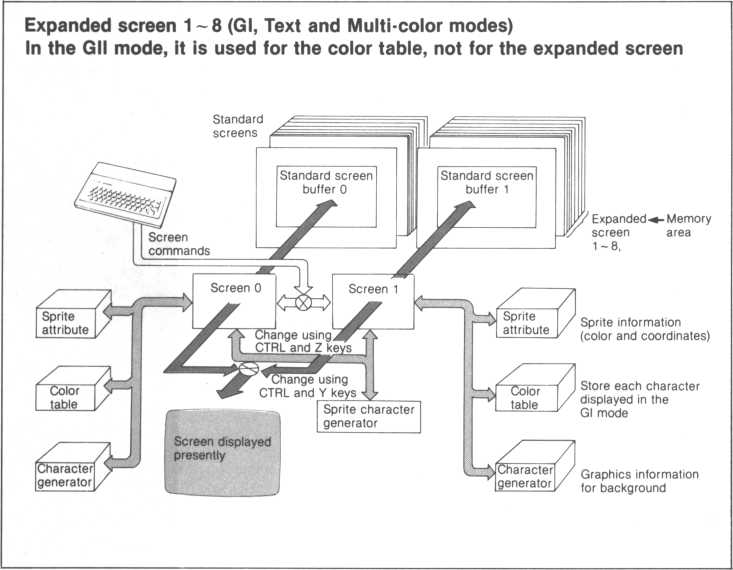 Expanded screen 1~8 (GI, Text and Multi-color modes)
In the GII mode, it is used for the color table, not for the expanded screen
Standard
screens
Standard screen
buffer 0
Standard screen
buffer 1
Expanded
screen
1~8,
Memory
area
Screen
commands
Screen 0
Screen 1
Sprite
attribute
Color
table
Character
generator
Change using
CTRL and Z keys
Change using
CTRL and Y keys
Sprite character
generator
Screen displayed
presently
Sprite
attribute
Sprite information
(color and coordinates)
Color
table
Store each character
displayed in the
GI mode
Character
generator
Graphics information
for background